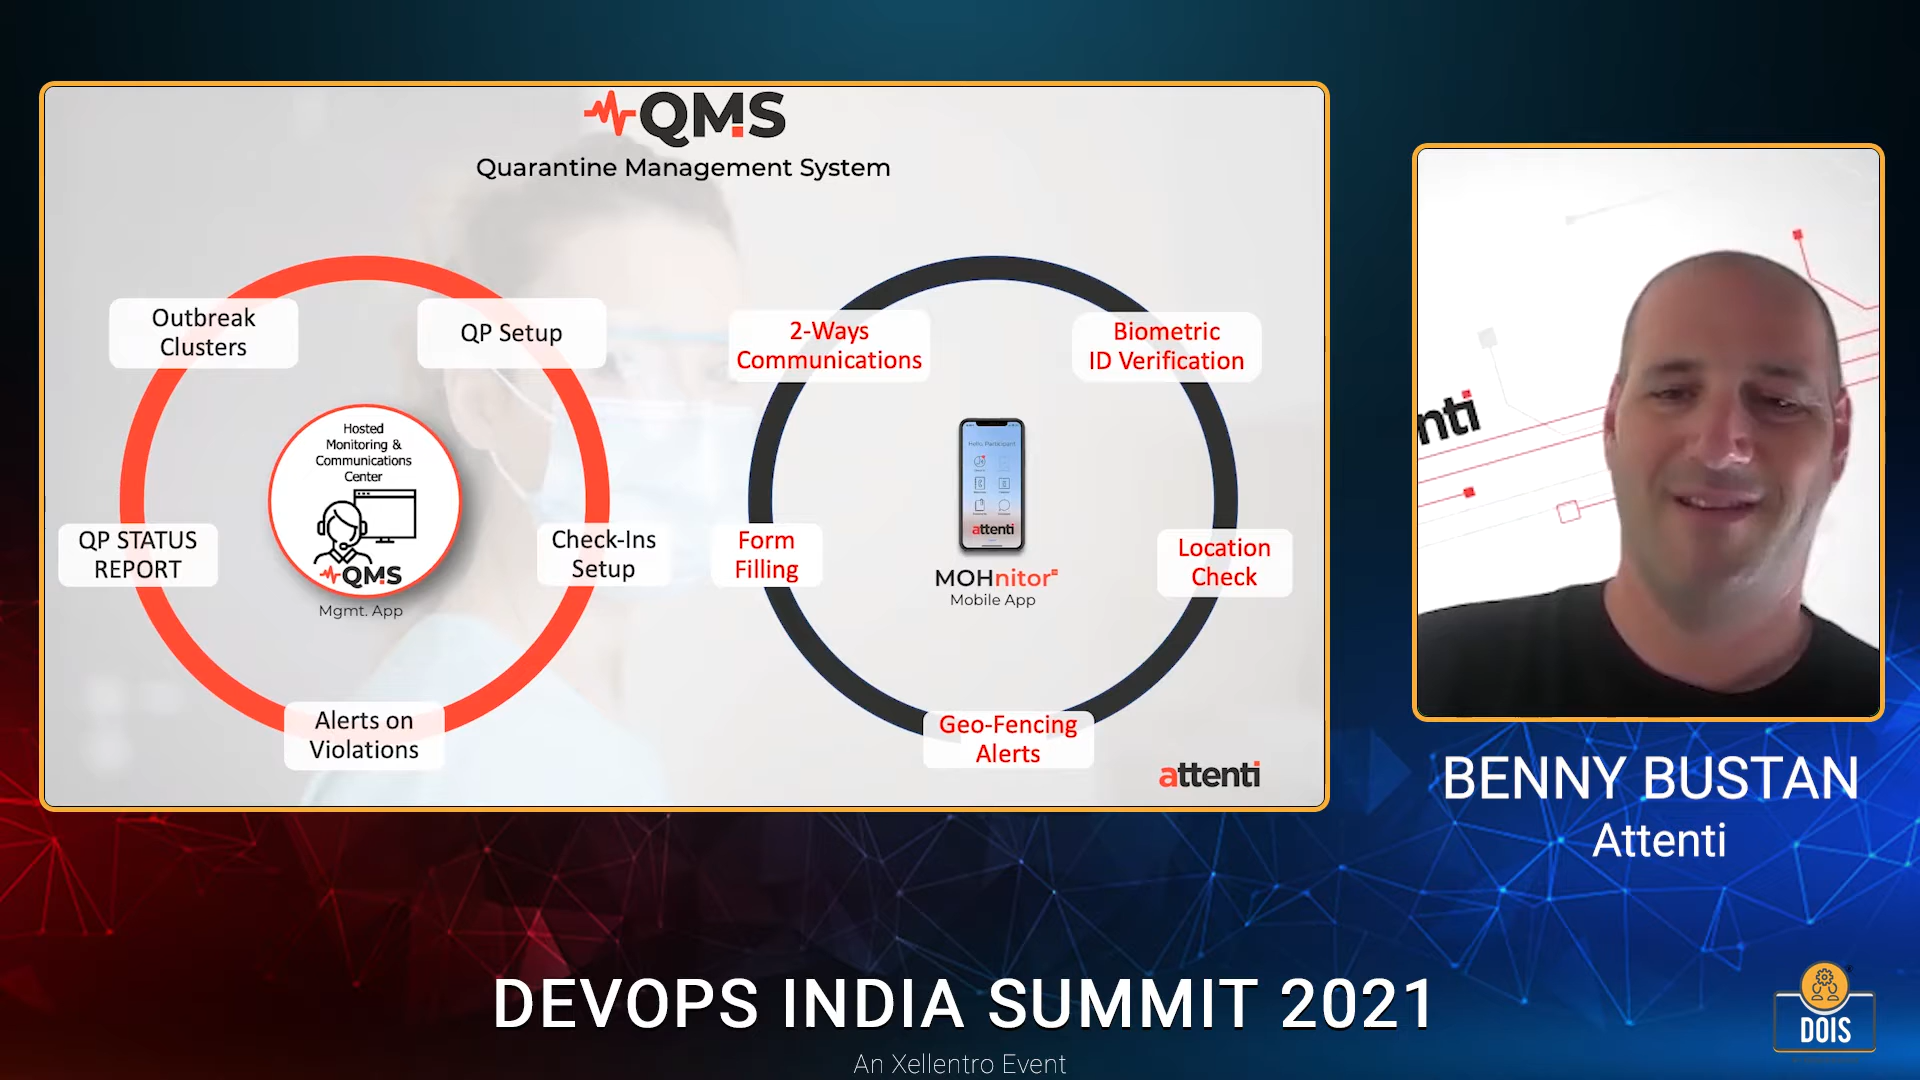 QMS
Quarantine Management System
Outbreak
Clusters
QP Setup
Hosted
Monitoring &
Communications
Center
QMS
Mgmt. App
QP STATUS
REPORT
Check-Ins
Setup
Alerts on
Violations
2-Ways
Communications
Biometric
ID Verification
Hello, Participant
attenti
MOHnitor
Mobile App
Form
Filling
Location
Check
Geo-Fencing
Alerts
attenti
nti
BENNY BUSTAN
Attenti
DEVOPS INDIA SUMMIT 2021
An Xellentro Event
DOIS